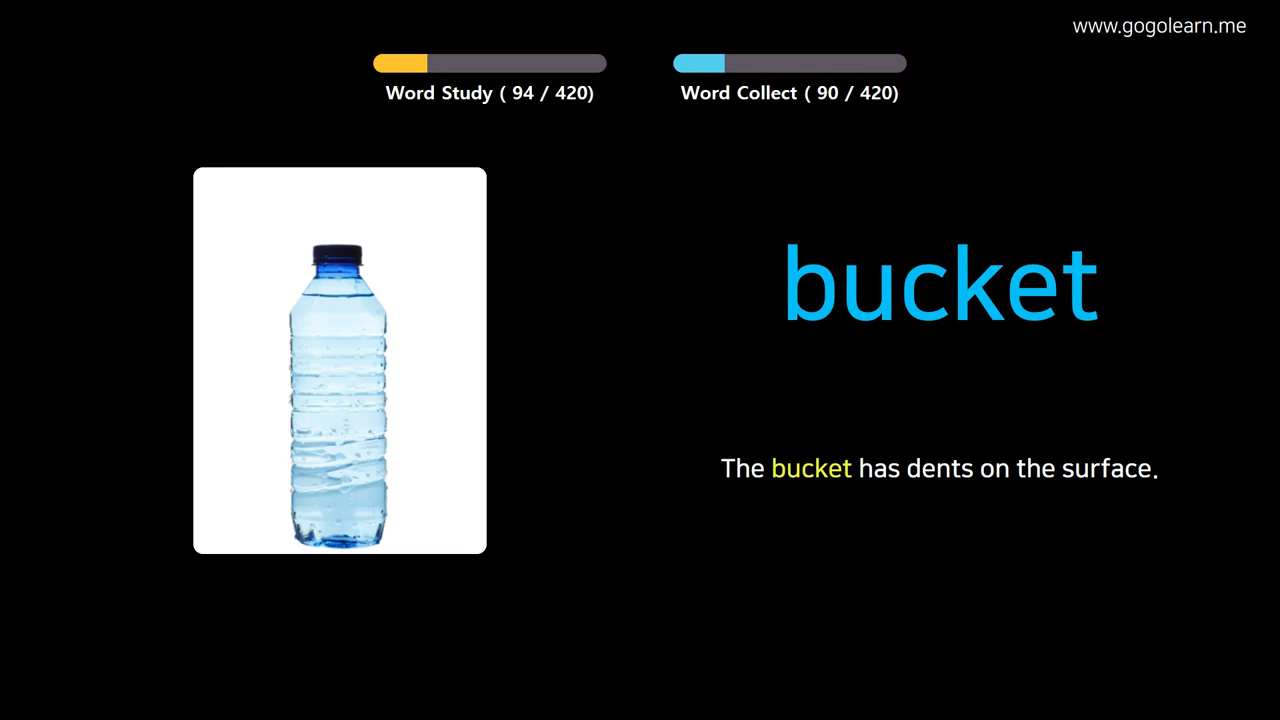 www.gogolearn.me
Word Study ( 94 / 420)
Word Collect ( 90 / 420)
bucket
The bucket has dents on the surface.